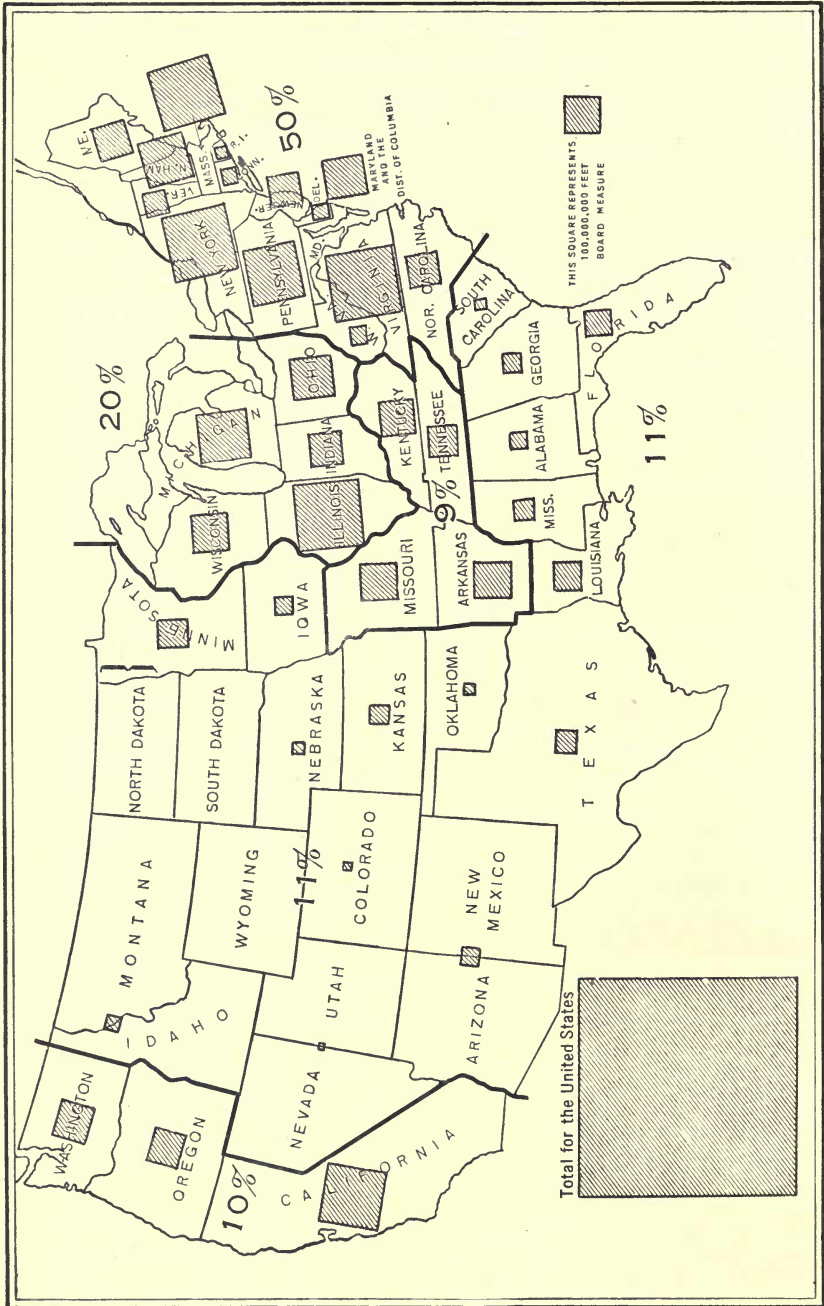 WASHINGTON
OREGON
CALIFORNIA
10%
IDAHO
MONTANA
NEVADA
UTAH
ARIZONA
WYOMING
11%
COLORADO
NEW
MEXICO
NORTH DAKOTA
SOUTH DAKOTA
NEBRASKA
KANSAS
OKLAHOMA
TEXAS
MINNESOTA
IOWA
MISSOURI
ARKANSAS
LOUISIANA
WISCONSIN
MICHIGAN
20%
ILLINOIS
INDIANA
OHIO
KENTUCKY
TENNESSEE
9%
MISS.
ALABAMA
GEORGIA
FLORIDA
11%
SOUTH
CAROLINA
NOR. CAROLINA
VIRGINIA
W. VA.
MD.
DEL.
MARYLAND
AND THE
DIST. OF COLUMBIA
PENNSYLVANIA
NEW JER.
NEW YORK
VER.
N. HAM
ME.
MASS.
R.I.
CONN.
50%
Total for the United States
THIS SQUARE REPRESENTS
100,000,000 FEET
BOARD MEASURE